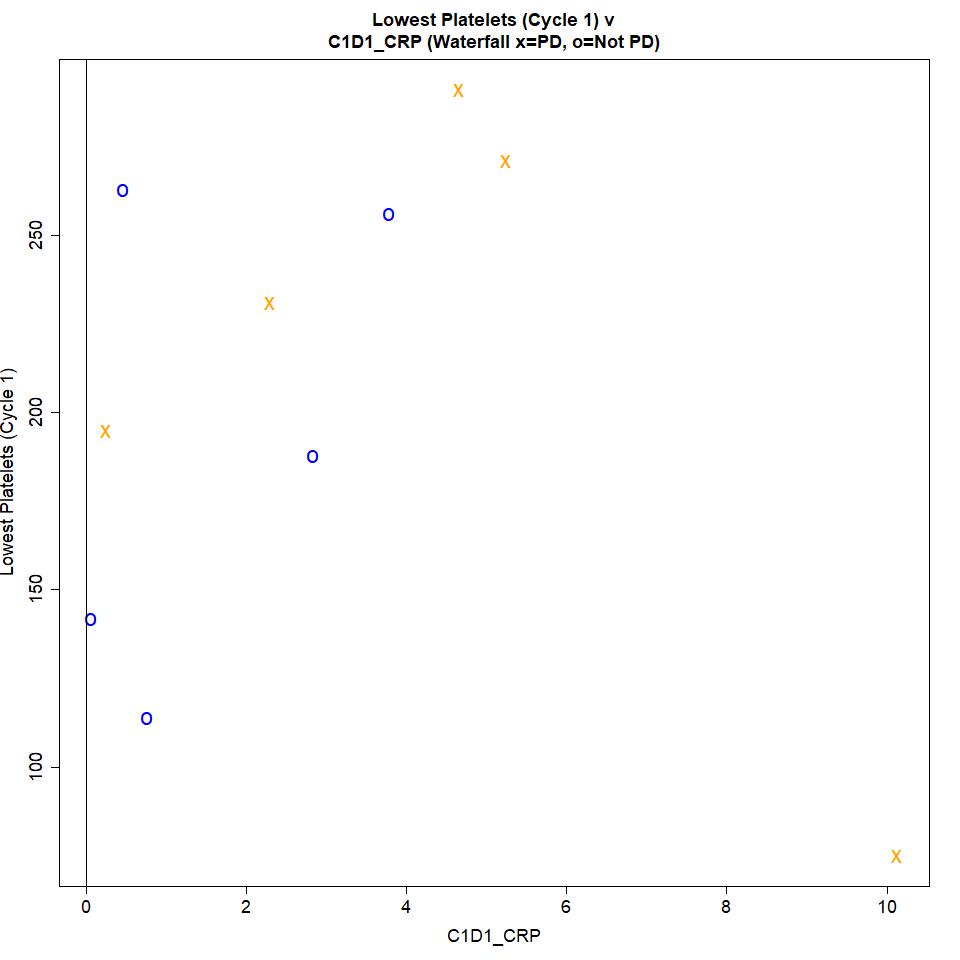 Lowest Platelets (Cycle 1) v
C1D1_CRP (Waterfall x=PD, o=Not PD)
Lowest Platelets (Cycle 1)
250
200
150
100
x
x
o
o
x
x
o
o
o
x
0 2 4 6 8 10
C1D1_CRP